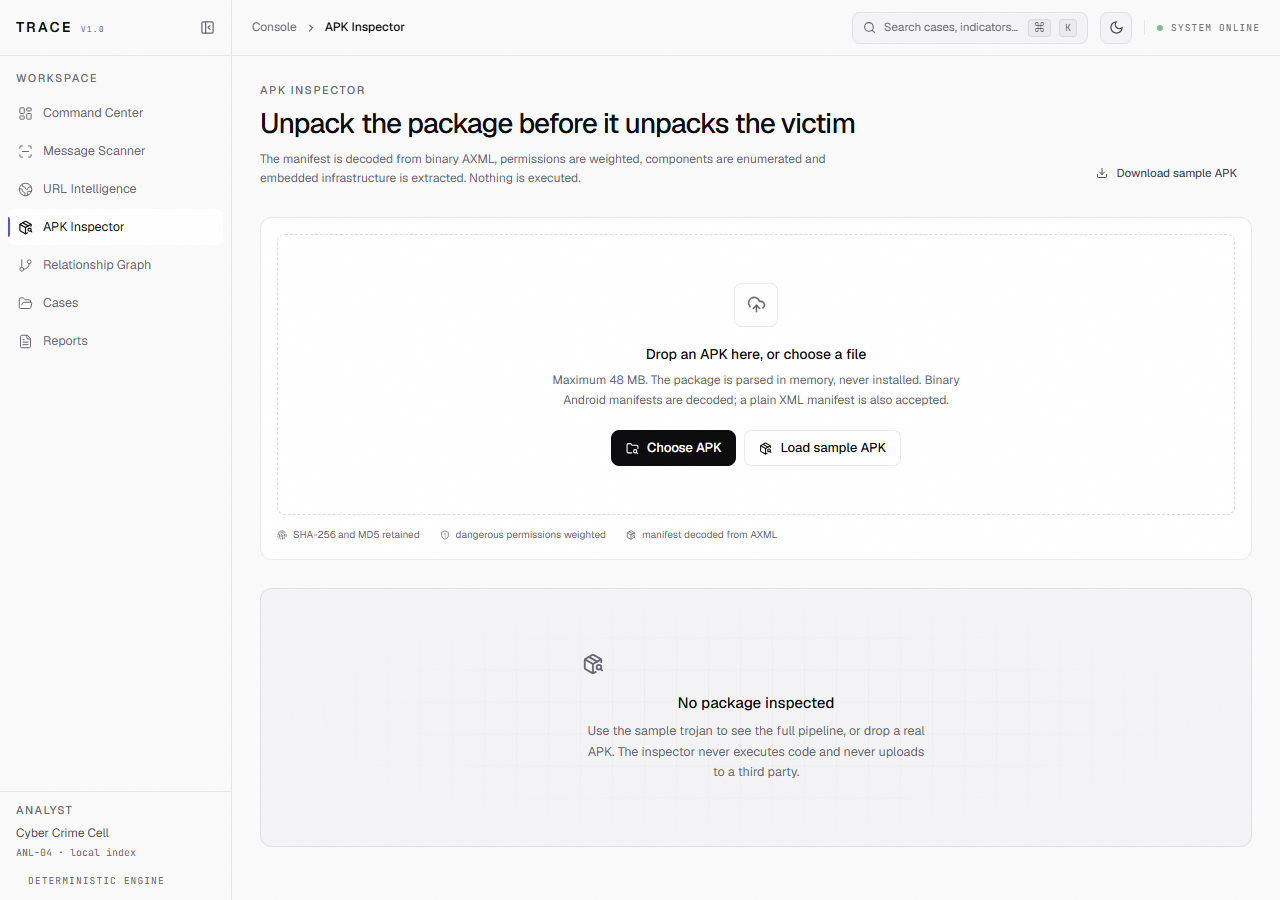 TRACE V1.0
Console > APK Inspector
Search cases, indicators... ⌘ K
SYSTEM ONLINE
WORKSPACE
Command Center
Message Scanner
URL Intelligence
APK Inspector
Relationship Graph
Cases
Reports
ANALYST
Cyber Crime Cell
ANL-04 · local index
DETERMINISTIC ENGINE
APK INSPECTOR
Unpack the package before it unpacks the victim
The manifest is decoded from binary AXML, permissions are weighted, components are enumerated and
embedded infrastructure is extracted. Nothing is executed.
Download sample APK
Drop an APK here, or choose a file
Maximum 48 MB. The package is parsed in memory, never installed. Binary
Android manifests are decoded; a plain XML manifest is also accepted.
Choose APK
Load sample APK
SHA-256 and MD5 retained
dangerous permissions weighted
manifest decoded from AXML
No package inspected
Use the sample trojan to see the full pipeline, or drop a real
APK. The inspector never executes code and never uploads
to a third party.